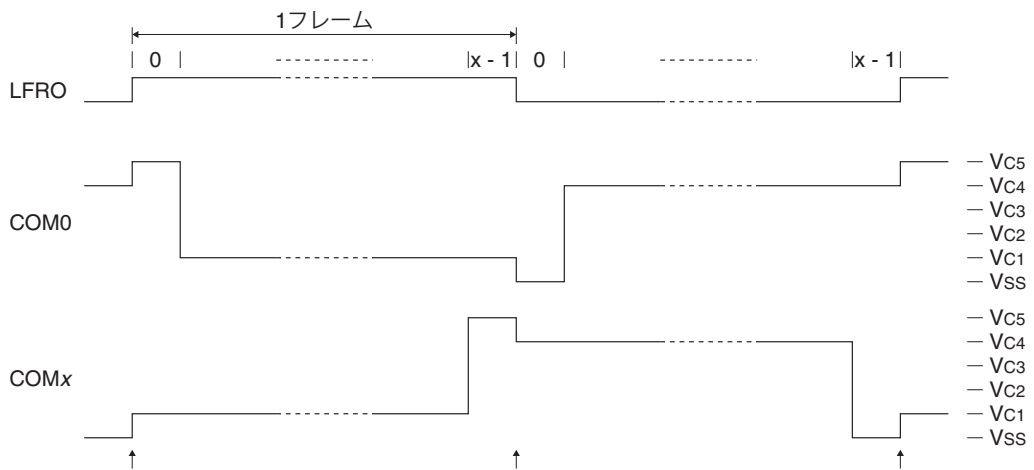 1フレーム
0 x - 1 0 x - 1
LFRO
COM0
VC5
VC4
VC3
VC2
VC1
VSS
COMx
VC5
VC4
VC3
VC2
VC1
VSS